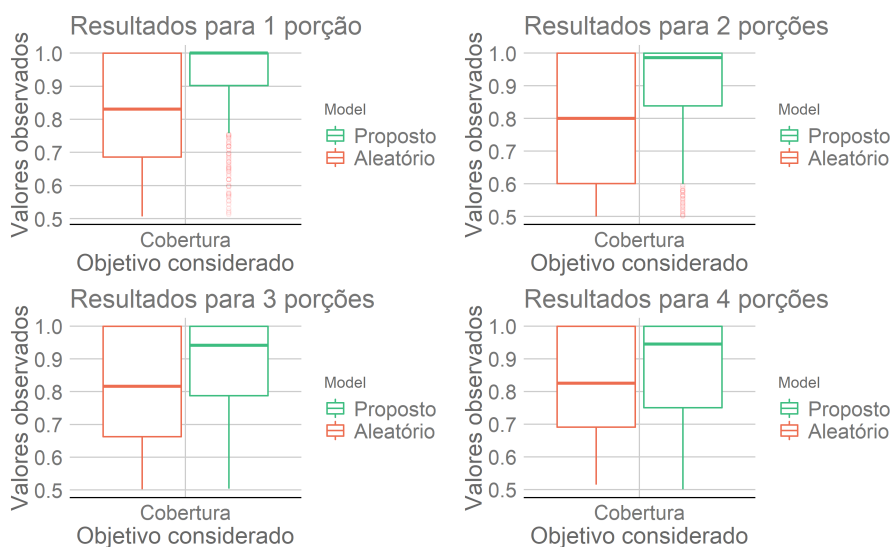 Resultados para 1 porção
Valores observados
1.0
0.9
0.8
0.7
0.6
0.5
Cobertura
Objetivo considerado
Model
Proposto
Aleatório
Resultados para 2 porções
Valores observados
1.0
0.9
0.8
0.7
0.6
0.5
Cobertura
Objetivo considerado
Model
Proposto
Aleatório
Resultados para 3 porções
Valores observados
1.0
0.9
0.8
0.7
0.6
0.5
Cobertura
Objetivo considerado
Model
Proposto
Aleatório
Resultados para 4 porções
Valores observados
1.0
0.9
0.8
0.7
0.6
0.5
Cobertura
Objetivo considerado
Model
Proposto
Aleatório